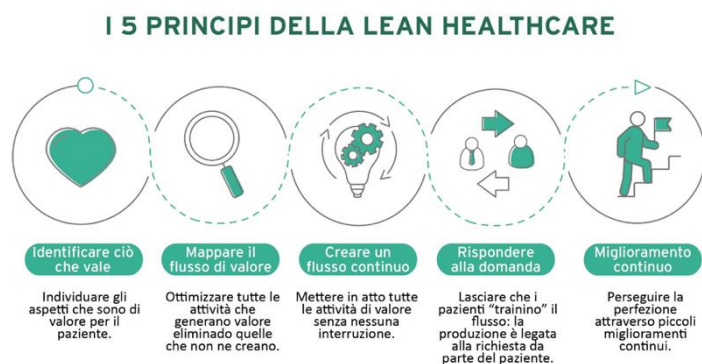 I 5 PRINCIPI DELLA LEAN HEALTHCARE
Identificare ciò
che vale
Individuare gli
aspetti che sono di
valore per il
paziente.
Mappare il
flusso di valore
Ottimizzare tutte le
attività che
generano valore
eliminado quelle
che non ne creano.
Creare un
flusso continuo
Mettere in atto tutte
le attività di valore
senza nessuna
interruzione.
Rispondere
alla domanda
Lasciare che i
pazienti “trainino” il
flusso: la
produzione è legata
alla richiesta da
parte del paziente.
Miglioramento
continuo
Perseguire la
perfezione
attraverso piccoli
miglioramenti
continui.